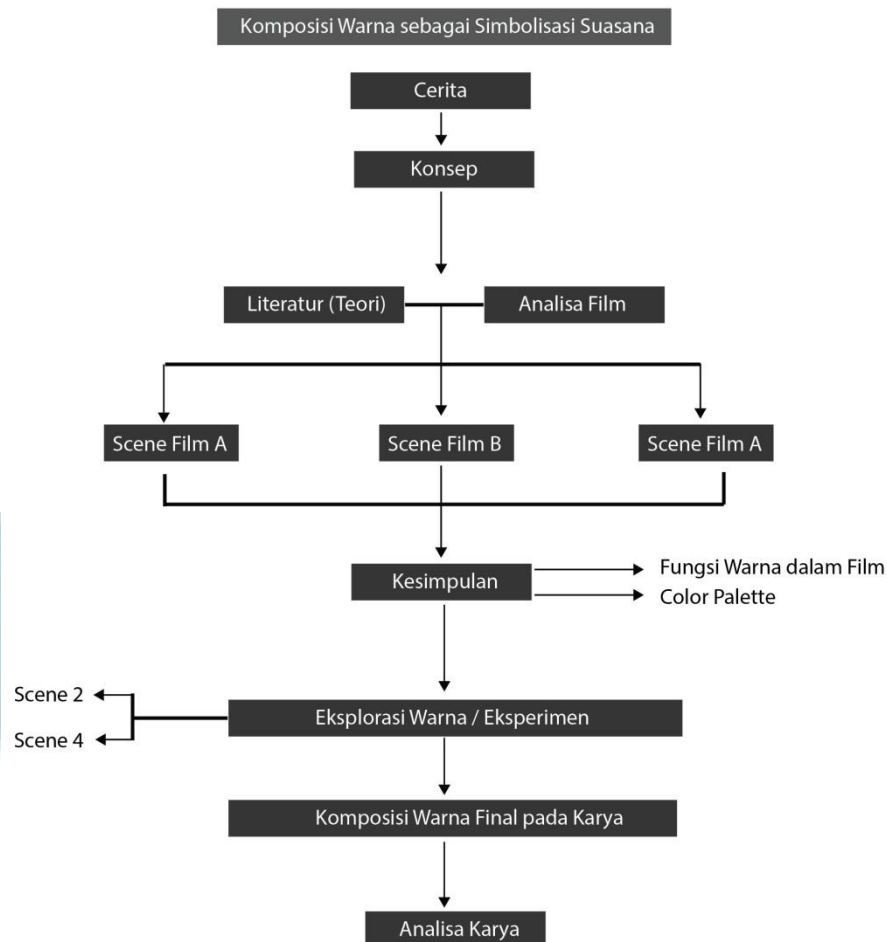 Komposisi Warna sebagai Simbolisasi Suasana
Cerita
Konsep
Literatur (Teori)
Analisa Film
Scene Film A
Scene Film B
Scene Film A
Kesimpulan
Fungsi Warna dalam Film
Color Palette
Scene 2
Scene 4
Eksplorasi Warna / Eksperimen
Komposisi Warna Final pada Karya
Analisa Karya